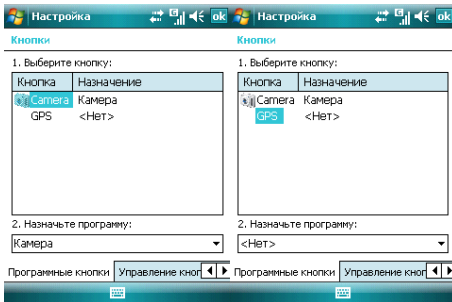 Настройка ok
Кнопки
1. Выберите кнопку:
Кнопка Назначение
Camera Камера
GPS <Нет>
2. Назначьте программу:
Камера
Программные кнопки Управление кног
Настройка ok
Кнопки
1. Выберите кнопку:
Кнопка Назначение
Camera Камера
GPS <Нет>
2. Назначьте программу:
<Нет>
Программные кнопки Управление кног